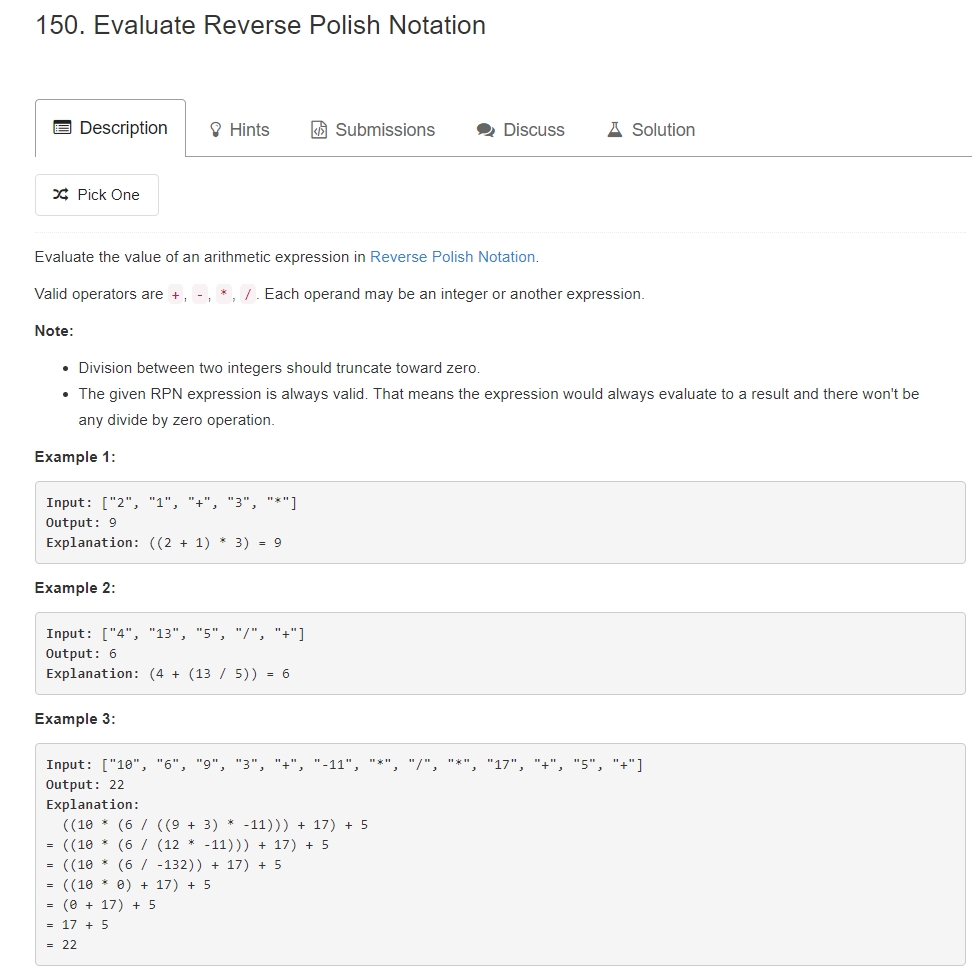 150. Evaluate Reverse Polish Notation
Description Hints Submissions Discuss Solution
Pick One
Evaluate the value of an arithmetic expression in Reverse Polish Notation.
Valid operators are +, -, *, /. Each operand may be an integer or another expression.
Note:
• Division between two integers should truncate toward zero.
• The given RPN expression is always valid. That means the expression would always evaluate to a result and there won't be
any divide by zero operation.
Example 1:
Input: ["2", "1", "+", "3", "*"]
Output: 9
Explanation: ((2 + 1) * 3) = 9
Example 2:
Input: ["4", "13", "5", "/", "+"]
Output: 6
Explanation: (4 + (13 / 5)) = 6
Example 3:
Input: ["10", "6", "9", "3", "+", "-11", "*", "/", "*", "17", "+", "5", "+"]
Output: 22
Explanation:
((10 * (6 / ((9 + 3) * -11))) + 17) + 5
= ((10 * (6 / (12 * -11))) + 17) + 5
= ((10 * (6 / -132)) + 17) + 5
= ((10 * 0) + 17) + 5
= (0 + 17) + 5
= 17 + 5
= 22